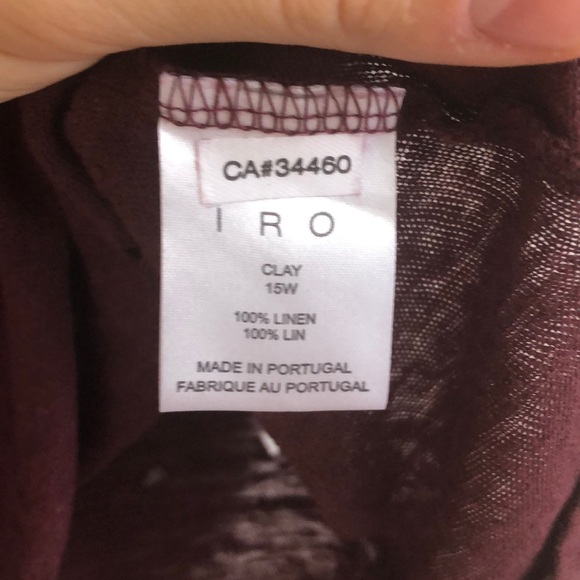 CA#34460
IRO
CLAY
15W
100% LINEN
100% LIN
MADE IN PORTUGAL
FABRIQUE AU PORTUGAL